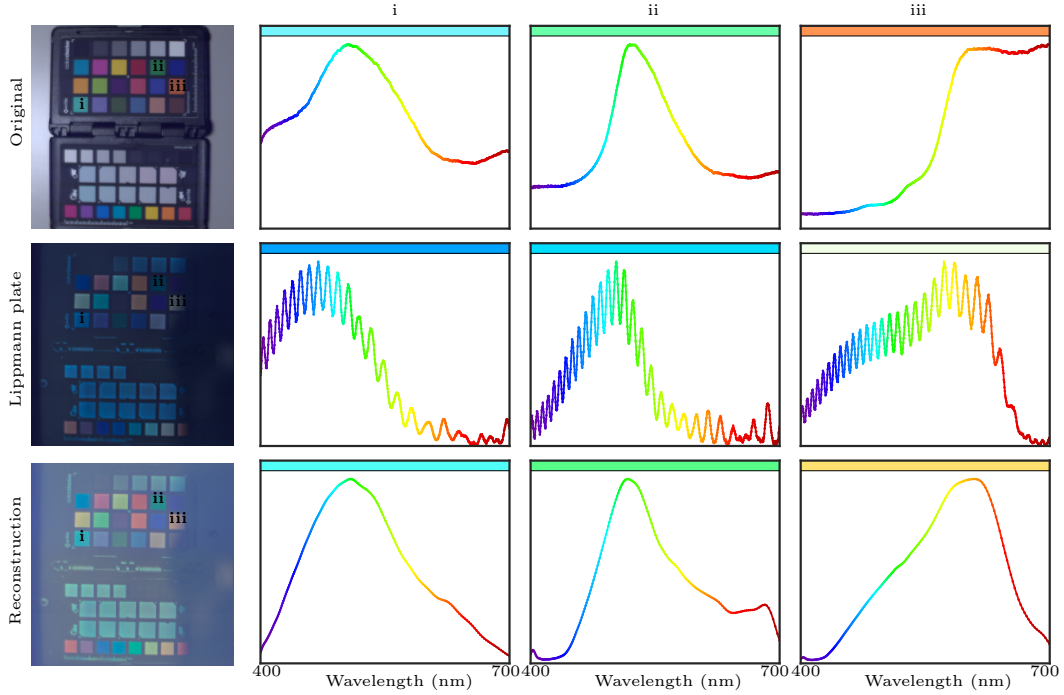 i ii iii
Original
ii
iii
i
Lippmann plate
ii
iii
i
Reconstruction
ii
iii
i
400 Wavelength (nm) 700 400 Wavelength (nm) 700 400 Wavelength (nm) 700